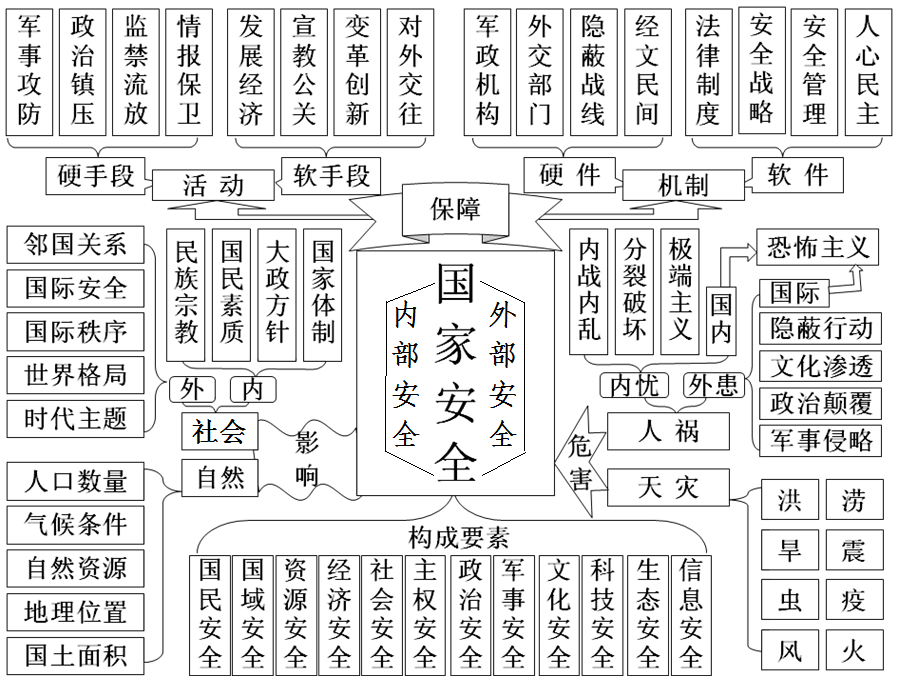 军事攻防
政治镇压
监禁流放
情报保卫
发展经济
宣教公关
变革创新
对外交往
军政机构
外交部门
隐蔽战线
经文民间
法律制度
安全战略
安全管理
人心民主
硬手段
活动
软手段
硬件
机制
软件
保障
邻国关系
国际安全
国际秩序
世界格局
时代主题
民族宗教
国民素质
大政方针
国家体制
外
内
社会
自然
影响
人口数量
气候条件
自然资源
地理位置
国土面积
国家安全
内部安全
外部安全
内战内乱
分裂破坏
极端主义
国内
恐怖主义
国际
隐蔽行动
文化渗透
政治颠覆
军事侵略
内忧
外患
人祸
危害
天灾
洪
涝
旱
震
虫
疫
风
火
构成要素
国民安全
国域安全
资源安全
经济安全
社会安全
主权安全
政治安全
军事安全
文化安全
科技安全
生态安全
信息安全